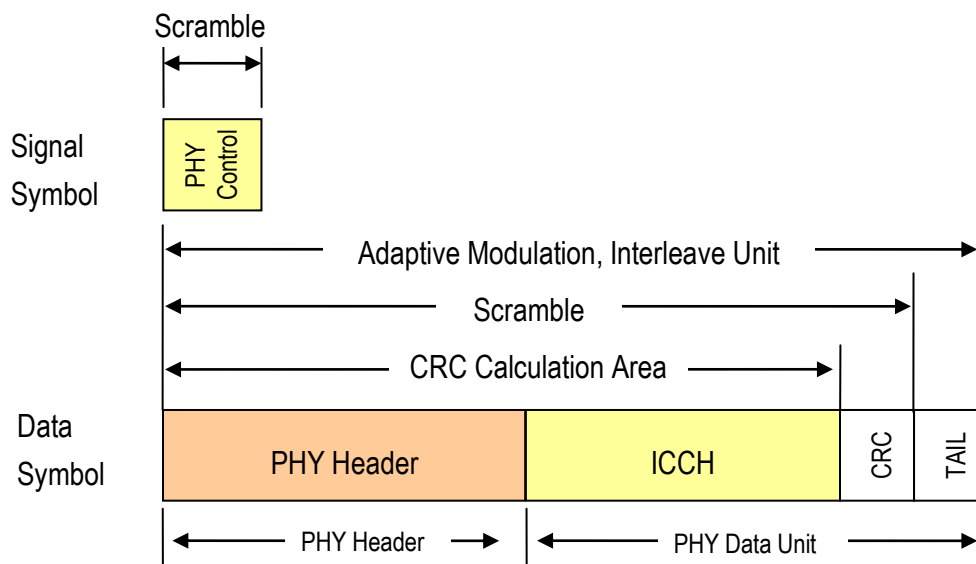 Scramble
Signal
Symbol
PHY
Control
Adaptive Modulation, Interleave Unit
Scramble
CRC Calculation Area
Data
Symbol
PHY Header
ICCH
CRC
TAIL
PHY Header
PHY Data Unit